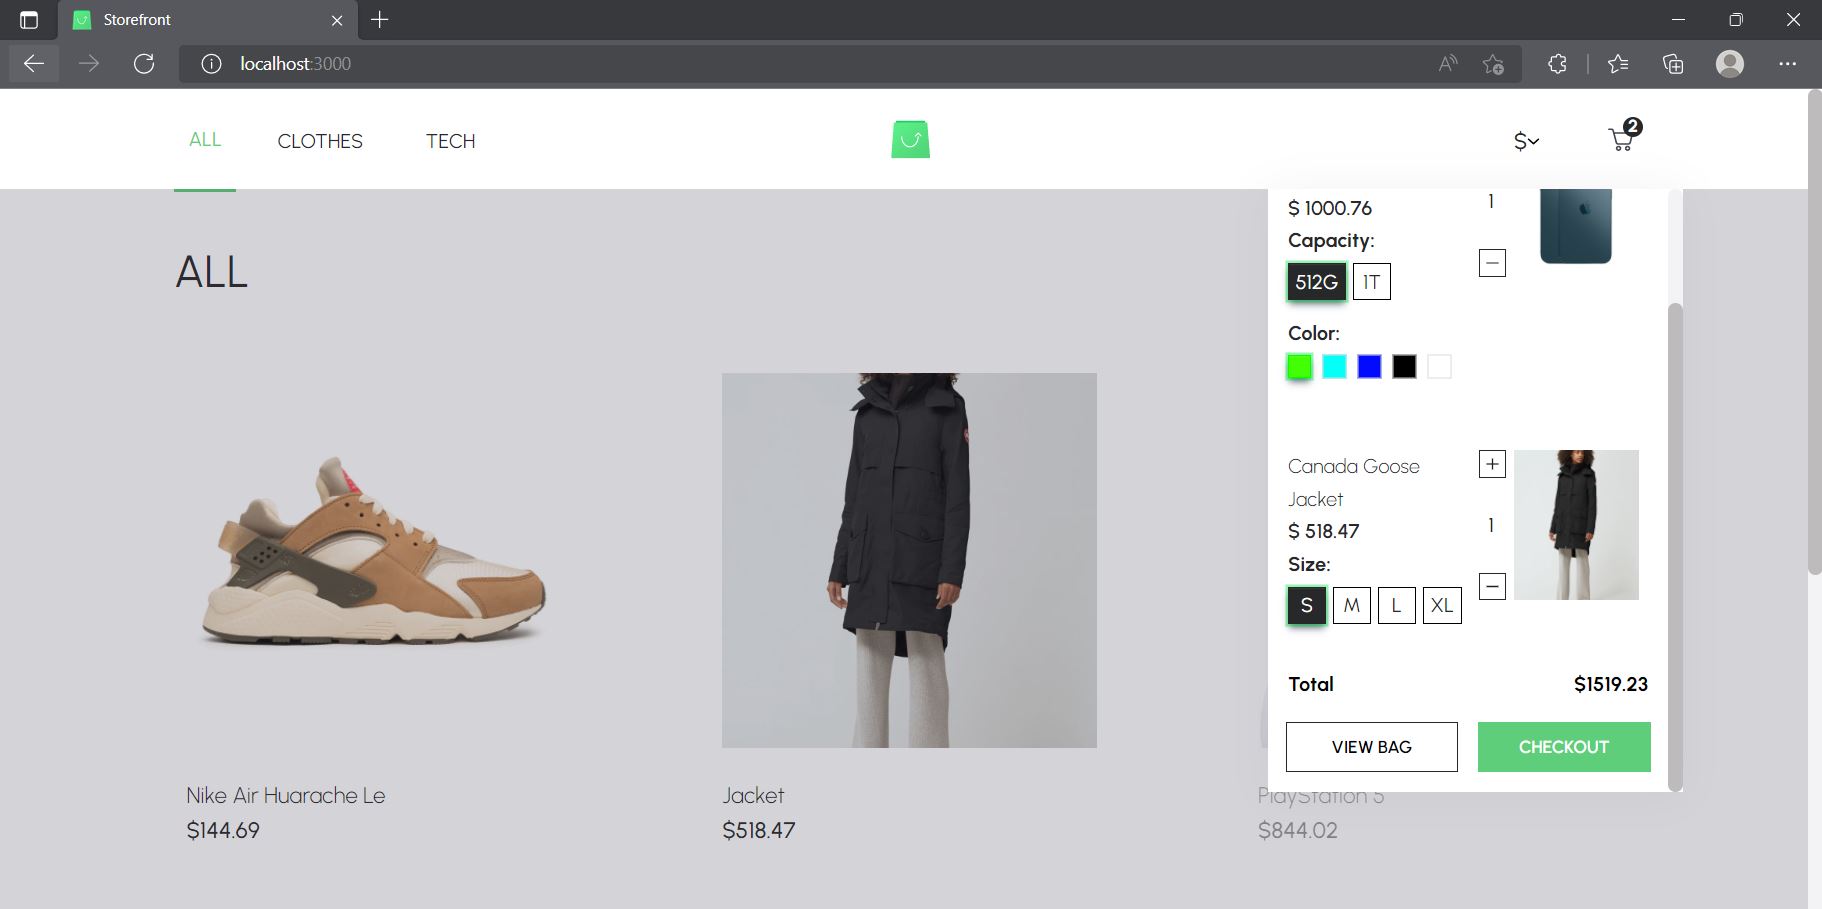 Storefront
localhost:3000
ALL
CLOTHES
TECH
$
2
ALL
$ 1000.76
1
Capacity:
512G
1T
Color:
Canada Goose
Jacket
$ 518.47
1
Size:
S
M
L
XL
Total
$1519.23
VIEW BAG
CHECKOUT
Nike Air Huarache Le
$144.69
Jacket
$518.47
PlayStation 5
$844.02